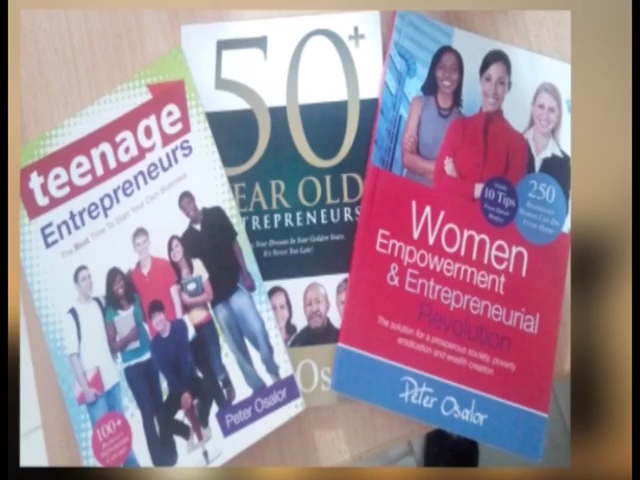 teenage
Entrepreneurs
The Best Time To Start Your Own Business
100+
Peter Osalor
50+
EAR OLD
TREPRENEURS
Your Dreams In Your Golden Years.
It's Never Too Late!
Os
10 Tips
250
Women
Empowerment
& Entrepreneurial
Revolution
The solution for a prosperous society, poverty
eradication and wealth creation
Peter Osalor